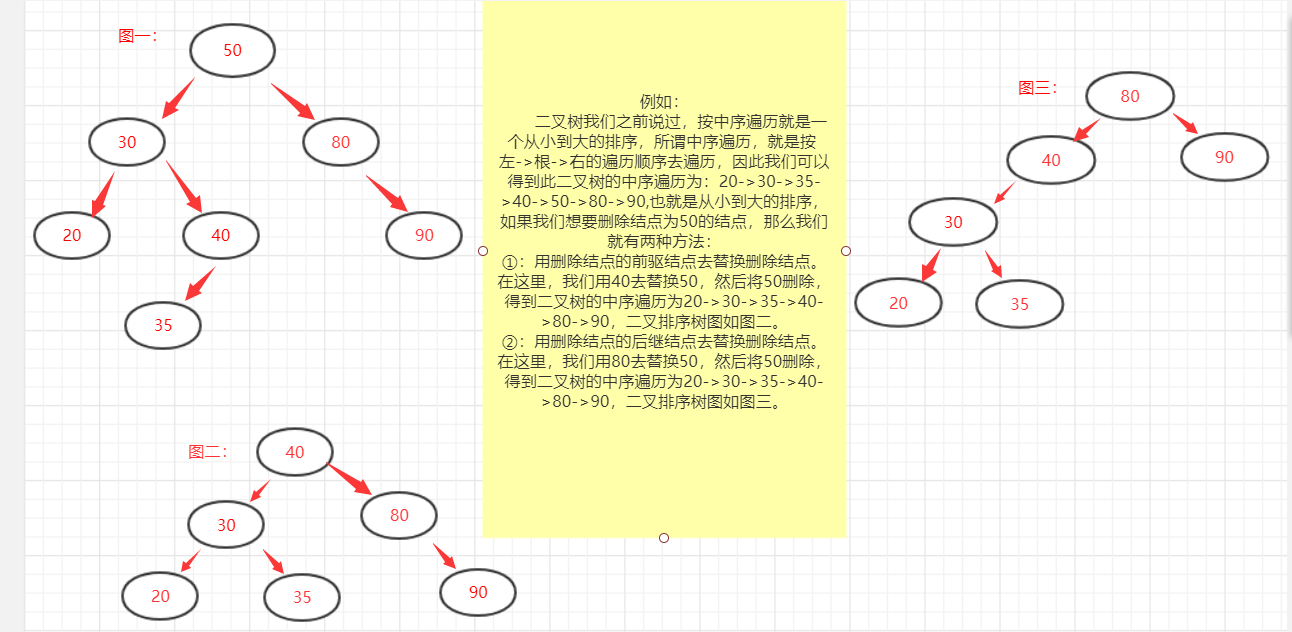 图一：
50
30
80
20
40
90
35
例如：
二叉树我们之前说过，按中序遍历就是一
个从小到大的排序，所谓中序遍历，就是按
左->根->右的遍历顺序去遍历，因此我们可以
得到此二叉树的中序遍历为：20->30->35-
>40->50->80->90,也就是从小到大的排序，
如果我们想要删除结点为50的结点，那么我们
就有两种方法：
①：用删除结点的前驱结点去替换删除结点。
在这里，我们用40去替换50，然后将50删除，
得到二叉树的中序遍历为20->30->35->40-
>80->90，二叉排序树图如图二。
②：用删除结点的后继结点去替换删除结点。
在这里，我们用80去替换50，然后将50删除，
得到二叉树的中序遍历为20->30->35->40-
>80->90，二叉排序树图如图三。
图三：
80
40
90
30
20
35
图二：
40
30
80
20
35
90